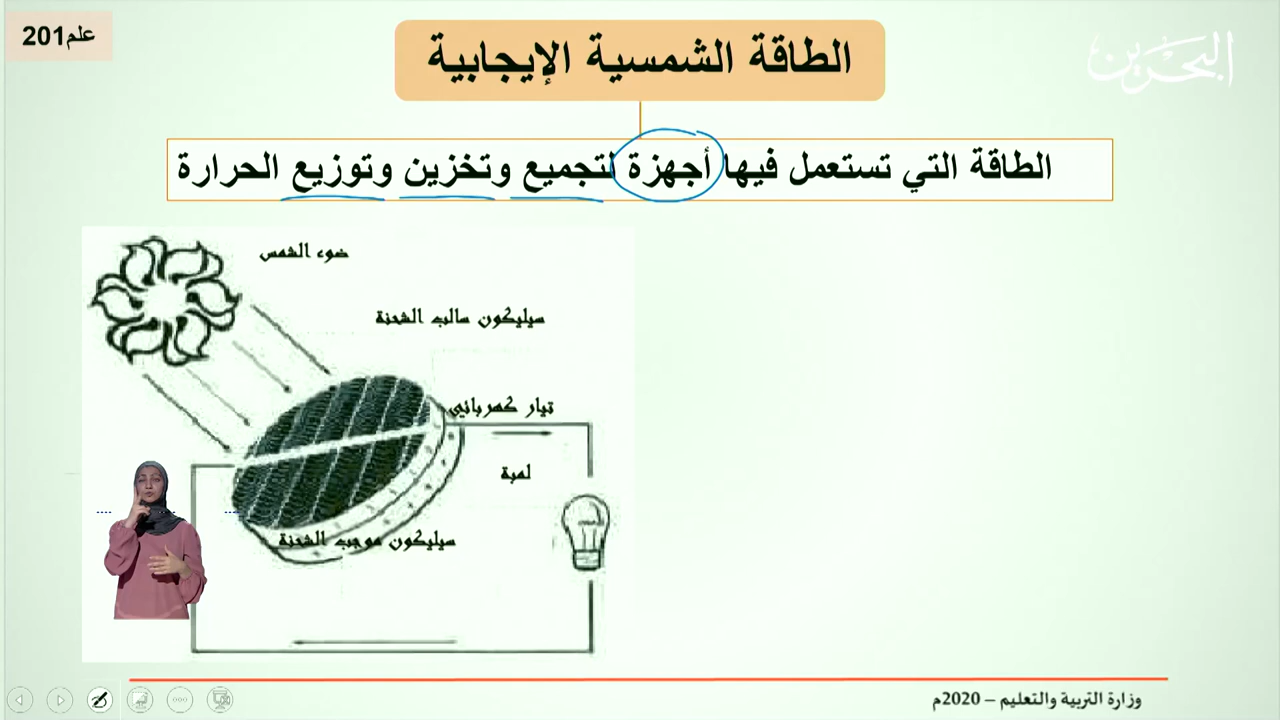 علم201
البحرين
الطاقة الشمسية الإيجابية
الطاقة التي تستعمل فيها أجهزة لتجميع وتخزين وتوزيع الحرارة
ضوء الشمس
سيليكون سالب الشحنة
تيار كهربائي
لمبة
سيليكون موجب الشحنة
وزارة التربية والتعليم – 2020م